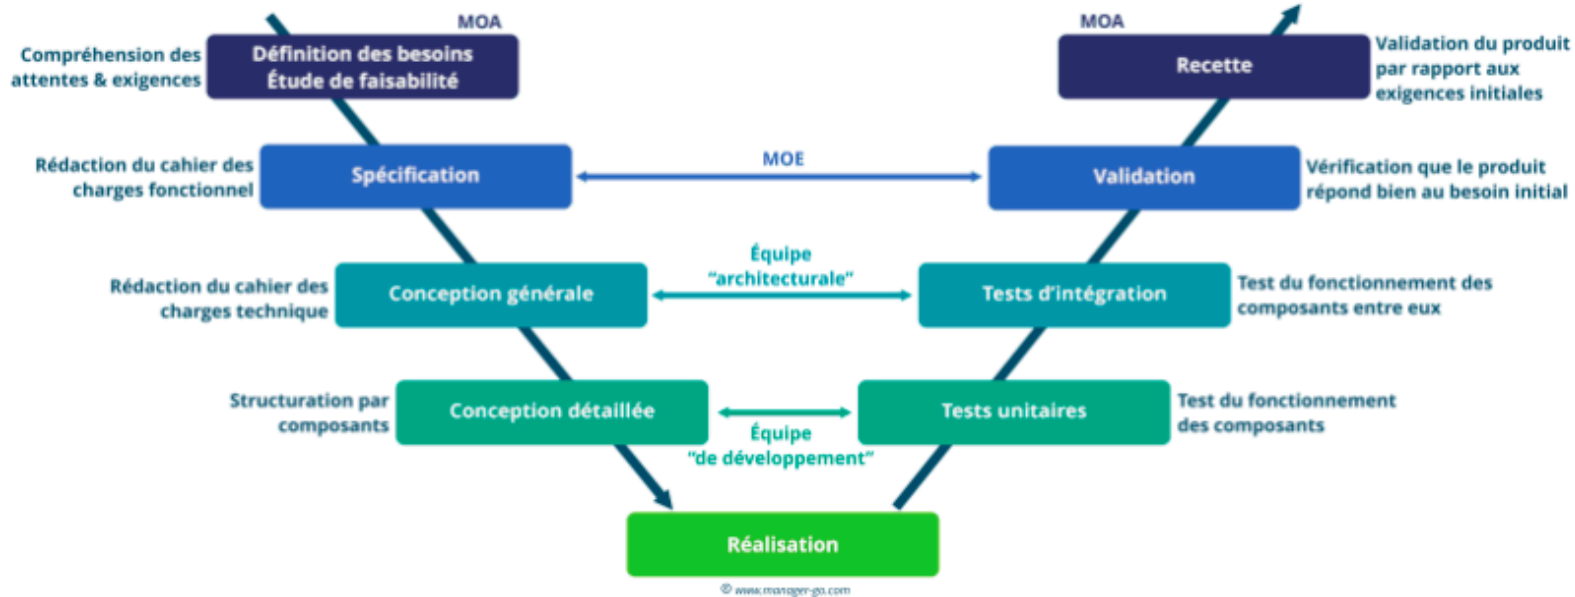 MOA
MOA
Compréhension des
attentes & exigences
Définition des besoins
Étude de faisabilité
Recette
Validation du produit
par rapport aux
exigences initiales
Rédaction du cahier des
charges fonctionnel
Spécification
MOE
Validation
Vérification que le produit
répond bien au besoin initial
Rédaction du cahier des
charges technique
Conception générale
Équipe
“architecturale”
Tests d’intégration
Test du fonctionnement des
composants entre eux
Structuration par
composants
Conception détaillée
Équipe
“de développement”
Tests unitaires
Test du fonctionnement
des composants
Réalisation
© www.manager-go.com